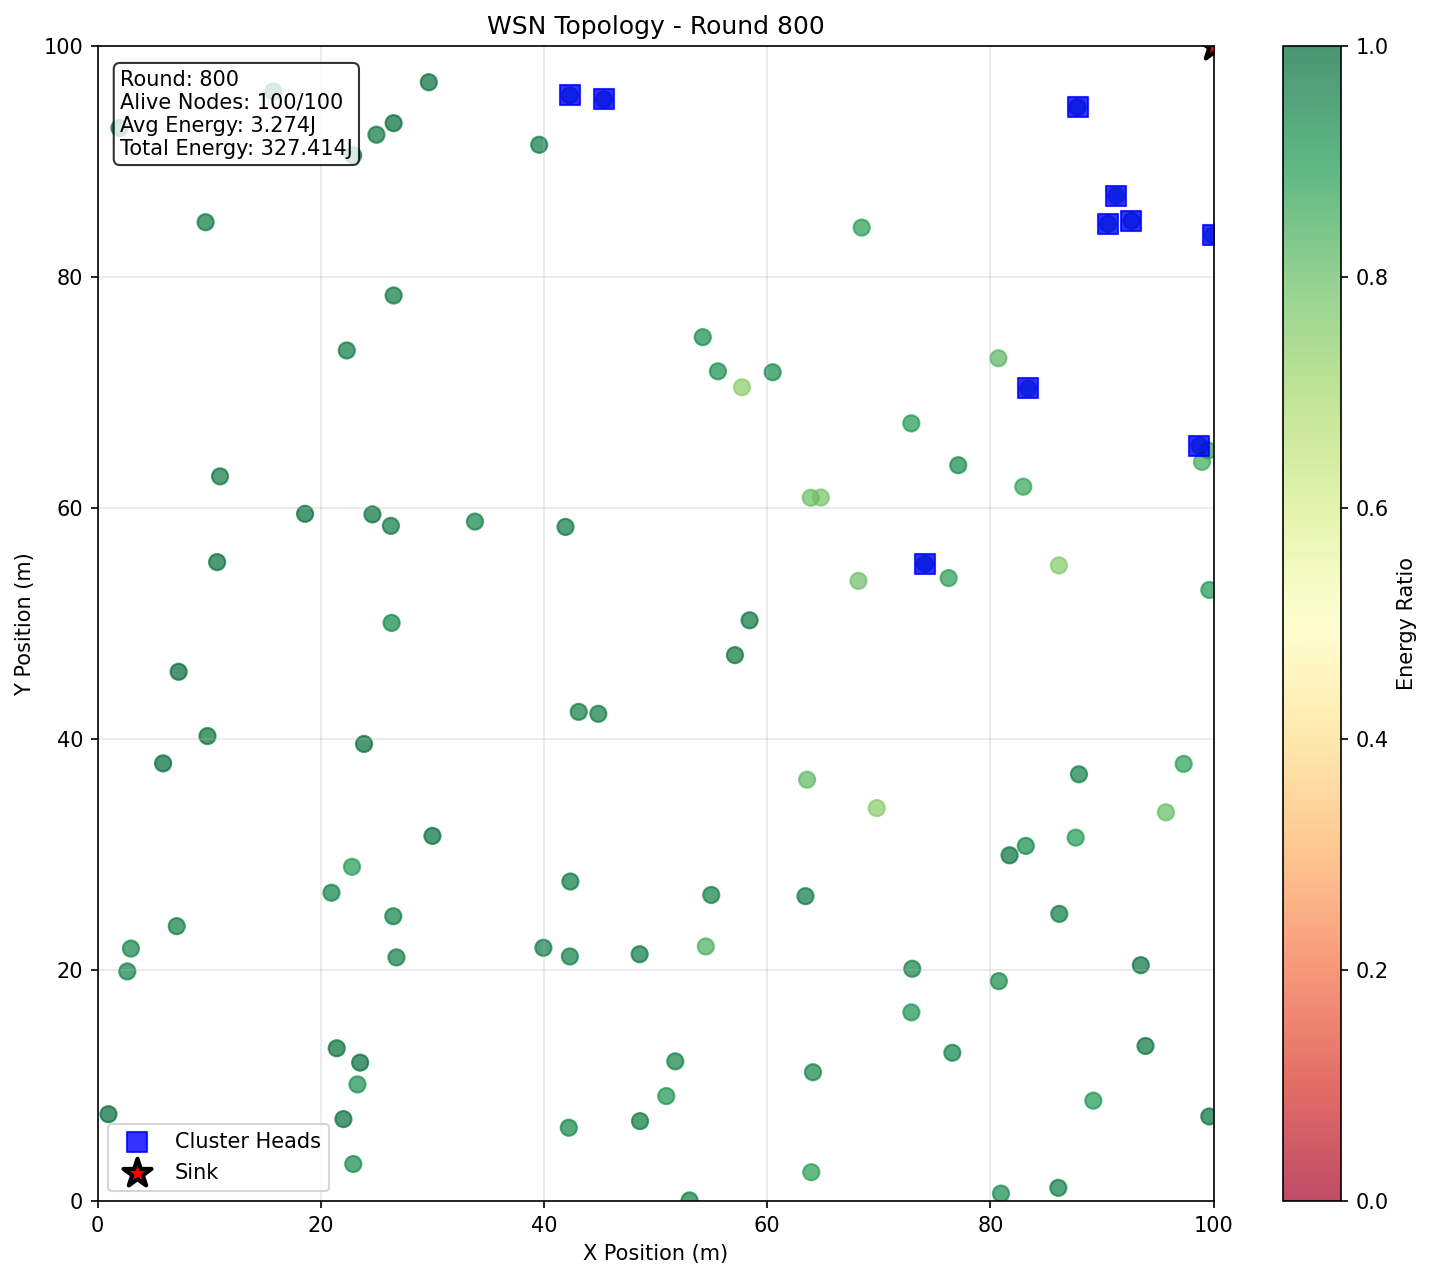 WSN Topology - Round 800
Round: 800
Alive Nodes: 100/100
Avg Energy: 3.274J
Total Energy: 327.414J
100
80
60
40
20
0
Y Position (m)
0
20
40
60
80
100
X Position (m)
Cluster Heads
Sink
1.0
0.8
0.6
0.4
0.2
0.0
Energy Ratio